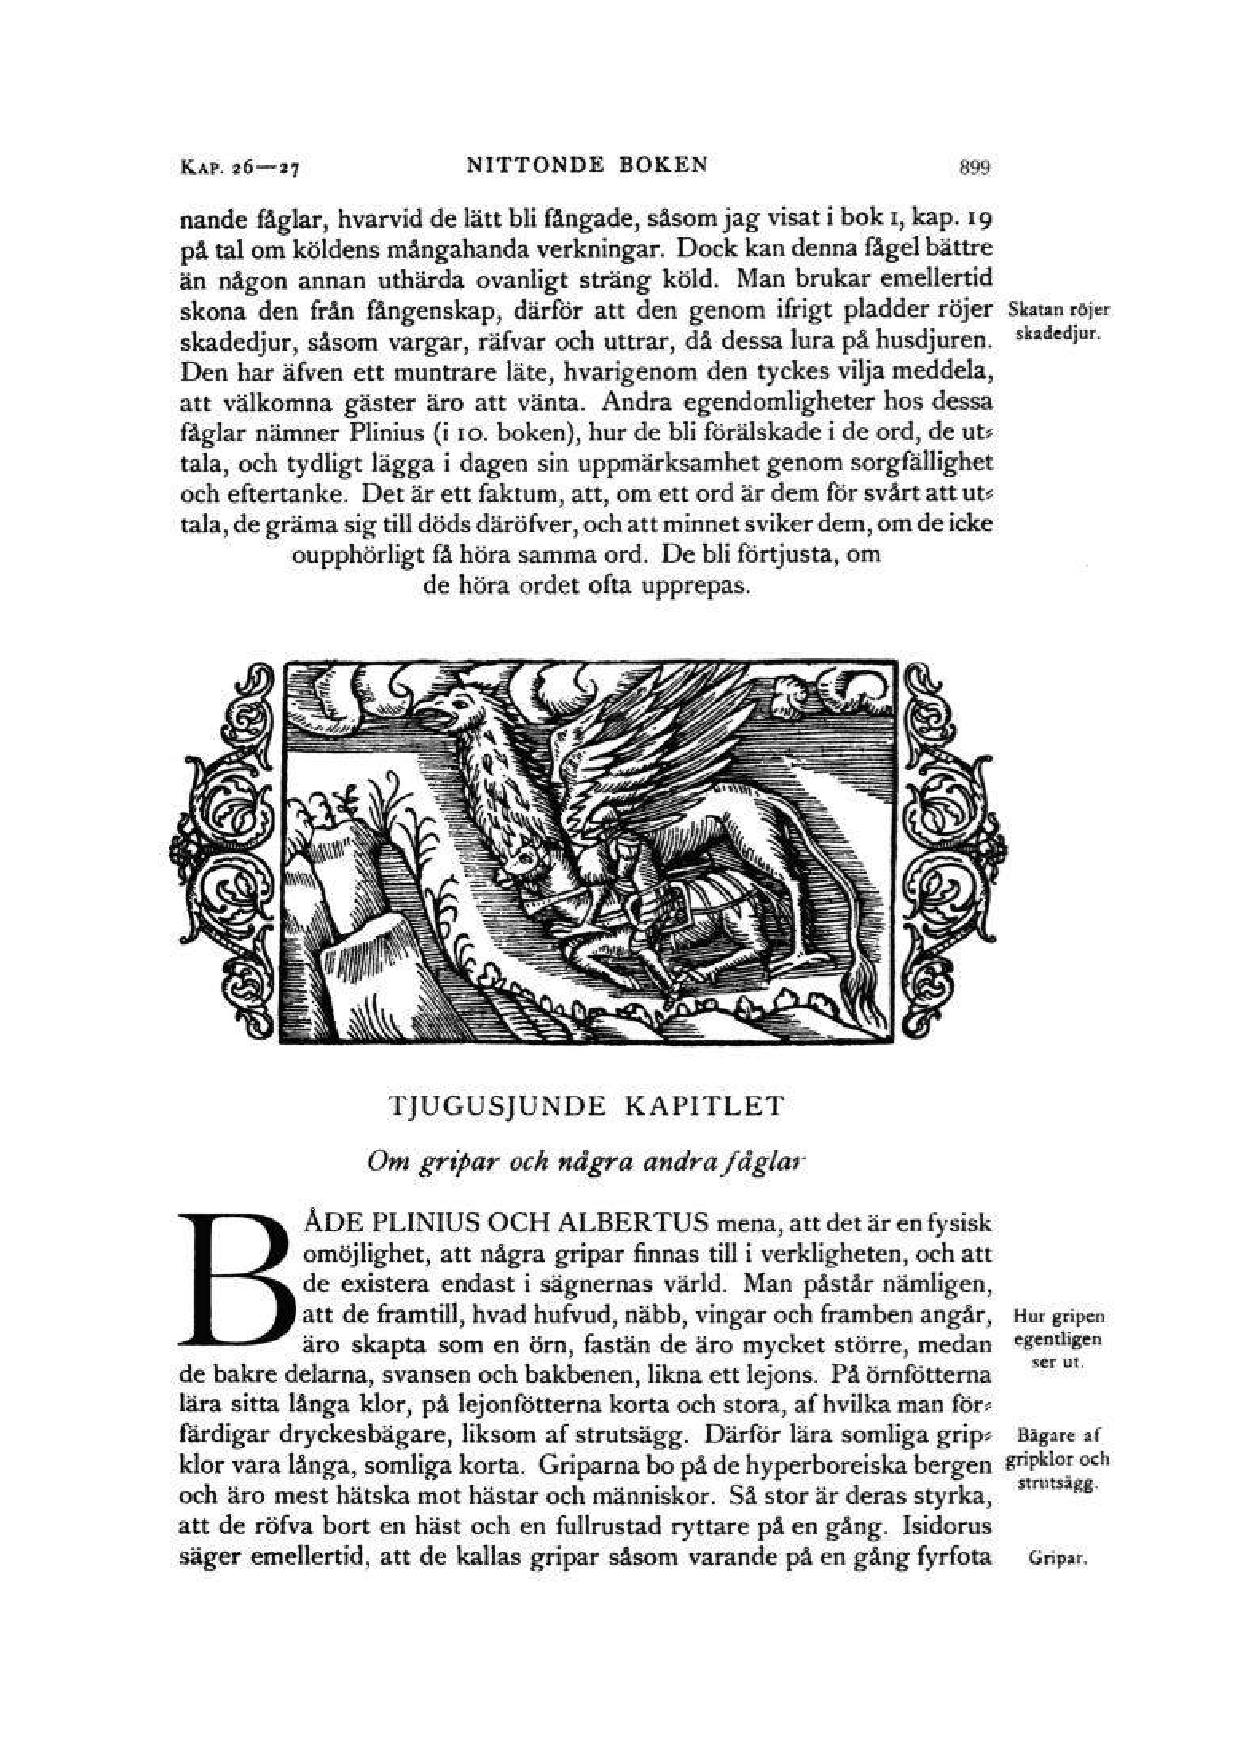 KAP. 26—27 NITTONDE BOKEN 899
nande fåglar, hvarvid de lätt bli fångade, såsom jag visat i bok 1, kap. 19
på tal om köldens mångahanda verkningar. Dock kan denna fågel bättre
än någon annan uthärda ovanligt sträng köld. Man brukar emellertid
skona den från fångenskap, därför att den genom ifrigt pladder röjer
skadedjur, såsom vargar, räfvar och uttrar, då dessa lura på husdjuren.
Den har äfven ett muntrare läte, hvarigenom den tyckes vilja meddela,
att välkomna gäster äro att vänta. Andra egendomligheter hos dessa
fåglar nämner Plinius (i 10. boken), hur de bli förälskade i de ord, de ut-
tala, och tydligt lägga i dagen sin uppmärksamhet genom sorgfällighet
och eftertanke. Det är ett faktum, att, om ett ord är dem för svårt att ut-
tala, de gräma sig till döds däröfver, och att minnet sviker dem, om de icke
oupphörligt få höra samma ord. De bli förtjusta, om
de höra ordet ofta upprepas.
Skatan röjer
skadedjur.
TJUGUSJUNDE KAPITLET
Om gripar och några andra fåglar
BÅDE PLINIUS OCH ALBERTUS mena, att det är en fysisk
omöjlighet, att några gripar finnas till i verkligheten, och att
de existera endast i sägnernas värld. Man påstår nämligen,
att de framtill, hvad hufvud, näbb, vingar och framben angår,
äro skapta som en örn, fastän de äro mycket större, medan
de bakre delarna, svansen och bakbenen, likna ett lejons. På örnfötterna
lära sitta långa klor, på lejonfötterna korta och stora, af hvilka man för-
färdigar dryckesbägare, liksom af strutsägg. Därför lära somliga grip-
klor vara långa, somliga korta. Griparna bo på de hyperboreiska bergen
och äro mest hätska mot hästar och människor. Så stor är deras styrka,
att de röfva bort en häst och en fullrustad ryttare på en gång. Isidorus
säger emellertid, att de kallas gripar såsom varande på en gång fyrfota
Hur gripen
egentligen
ser ut.
Bägare af
gripklor och
strutsägg.
Gripar.